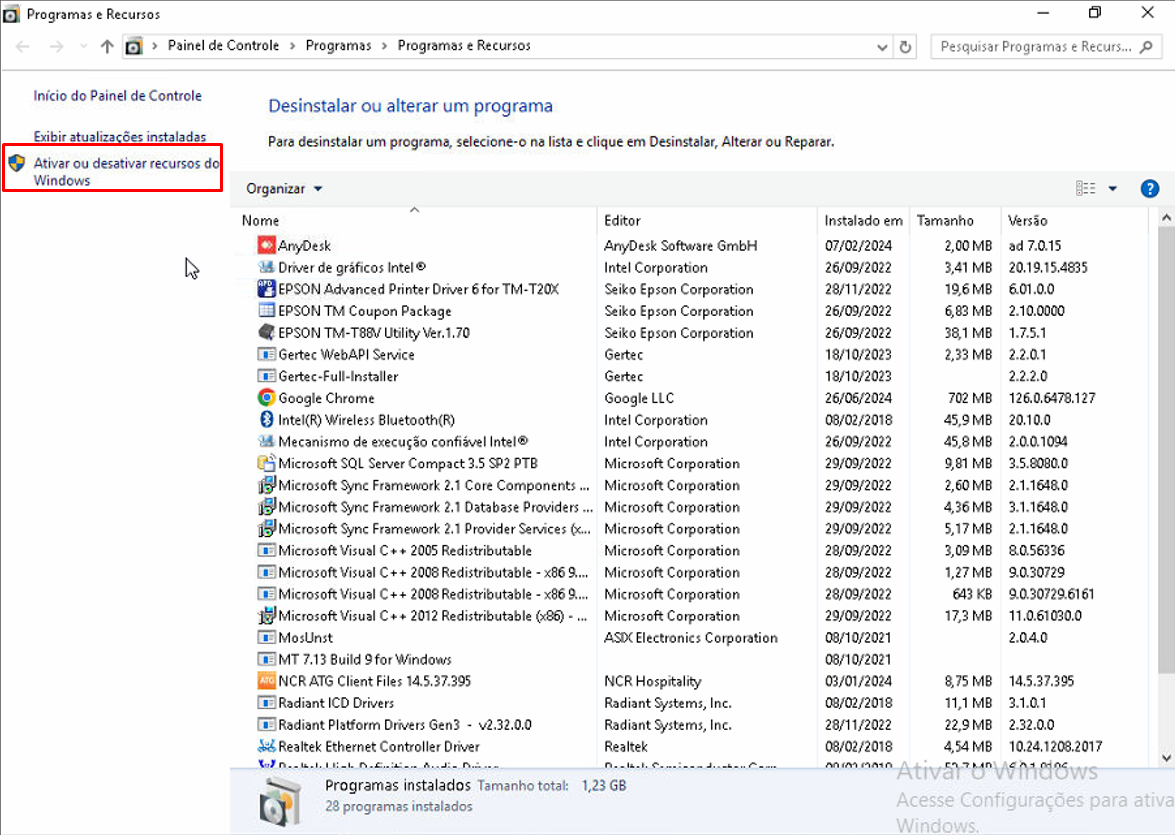 Programas e Recursos
Painel de Controle > Programas > Programas e Recursos
Pesquisar Programas e Recurs...
Início do Painel de Controle
Exibir atualizações instaladas
Ativar ou desativar recursos do
Windows
Desinstalar ou alterar um programa
Para desinstalar um programa, selecione-o na lista e clique em Desinstalar, Alterar ou Reparar.
Organizar
Nome Editor Instalado em Tamanho Versão
AnyDesk AnyDesk Software GmbH 07/02/2024 2,00 MB ad 7.0.15
Driver de gráficos Intel® Intel Corporation 26/09/2022 3,41 MB 20.19.15.4835
EPSON Advanced Printer Driver 6 for TM-T20X Seiko Epson Corporation 28/11/2022 19,6 MB 6.01.0.0
EPSON TM Coupon Package Seiko Epson Corporation 26/09/2022 6,83 MB 2.10.0000
EPSON TM-T88V Utility Ver.1.70 Seiko Epson Corporation 26/09/2022 38,1 MB 1.7.5.1
Gertec WebAPI Service Gertec 18/10/2023 2,33 MB 2.2.0.1
Gertec-Full-Installer Gertec 18/10/2023 2.2.2.0
Google Chrome Google LLC 26/06/2024 702 MB 126.0.6478.127
Intel(R) Wireless Bluetooth(R) Intel Corporation 08/02/2018 45,9 MB 20.10.0
Mecanismo de execução confiável Intel® Intel Corporation 26/09/2022 45,8 MB 2.0.0.1094
Microsoft SQL Server Compact 3.5 SP2 PTB Microsoft Corporation 29/09/2022 9,81 MB 3.5.8080.0
Microsoft Sync Framework 2.1 Core Components ... Microsoft Corporation 29/09/2022 2,60 MB 2.1.1648.0
Microsoft Sync Framework 2.1 Database Providers ... Microsoft Corporation 29/09/2022 4,36 MB 3.1.1648.0
Microsoft Sync Framework 2.1 Provider Services (x... Microsoft Corporation 29/09/2022 5,17 MB 2.1.1648.0
Microsoft Visual C++ 2005 Redistributable Microsoft Corporation 28/09/2022 3,09 MB 8.0.56336
Microsoft Visual C++ 2008 Redistributable - x86 9.... Microsoft Corporation 28/09/2022 1,27 MB 9.0.30729
Microsoft Visual C++ 2008 Redistributable - x86 9.... Microsoft Corporation 28/09/2022 643 KB 9.0.30729.6161
Microsoft Visual C++ 2012 Redistributable (x86) - ... Microsoft Corporation 29/09/2022 17,3 MB 11.0.61030.0
MosUnst ASIX Electronics Corporation 08/10/2021 2.0.4.0
MT 7.13 Build 9 for Windows 08/10/2021
ATG NCR ATG Client Files 14.5.37.395 NCR Hospitality 03/01/2024 8,75 MB 14.5.37.395
Radiant ICD Drivers Radiant Systems, Inc. 08/02/2018 11,1 MB 3.1.0.1
Radiant Platform Drivers Gen3 - v2.32.0.0 Radiant Systems, Inc. 28/11/2022 22,9 MB 2.32.0.0
Realtek Ethernet Controller Driver Realtek 08/02/2018 4,54 MB 10.24.1208.2017
Realtek High Definition Audio Driver Realtek Semiconductor Corp.
Programas instalados Tamanho total: 1,23 GB
28 programas instalados
Ativar o Windows
Acesse Configurações para ativa
Windows.